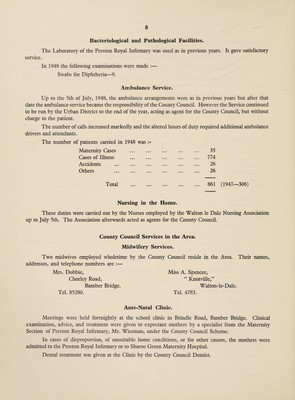 8
Bacteriological and Pathological Facilities.
The Laboratory of the Preston Royal Infirmary was used as in previous years. It gave satisfactory
service.
In 1948 the following examinations were made :—
Swabs for Diphtheria—9.
Ambulance Service.
Up to the 5th of July, 1948, the ambulance arrangements were as in previous years but after that
date the ambulance service became the responsibility of the County Council. However the Service continued
to be run by the Urban District to the end of the year, acting as agent for the County Council, but without
charge to the patient.
The number of calls increased markedly and the altered hours of duty required additional ambulance
drivers and attendants.
The number of patients carried in 1948 was :-
Maternity Cases ... ... ... ... ... 35
Cases of Illness ... ... ... ... ... 774
Accidents ... ... ... ... ... ... 26
Others ... ... ... ... ... ... 26
Total ... ... ... ... ... 861 (1947—306)
Nursing in the Home.
These duties were carried out by the Nurses employed by the Walton le Dale Nursing Association
up to July 5th. The Association afterwards acted as agents for the County Council.
County Council Services in the Area.
Midwifery Services.
Two midwives employed wholetime by the County Council reside in the Area. Their names,
addresses, and telephone numbers are :—
Mrs. Dobbie, Miss A. Spencer,
Chorley Road, " Knoville,"
Bamber Bridge. Walton-le-Dale.
Tel. 85280. Tel. 4783.
Ante-Natal Clinic.
Meetings were held fortnightly at the school clinic in Brindle Road, Bamber Bridge. Clinical
examination, advice, and treatment were given to expectant mothers by a specialist from the Maternity
Section of Preston Royal Infirmary, Mr. Wiseman, under the County Council Scheme.
In cases of disproportion, of unsuitable home conditions, or for other causes, the mothers were
admitted to the Preston Royal Infirmary or to Sharoe Green Maternity Hospital.
Dental treatment was given at the Clinic by the County Council Dentist.